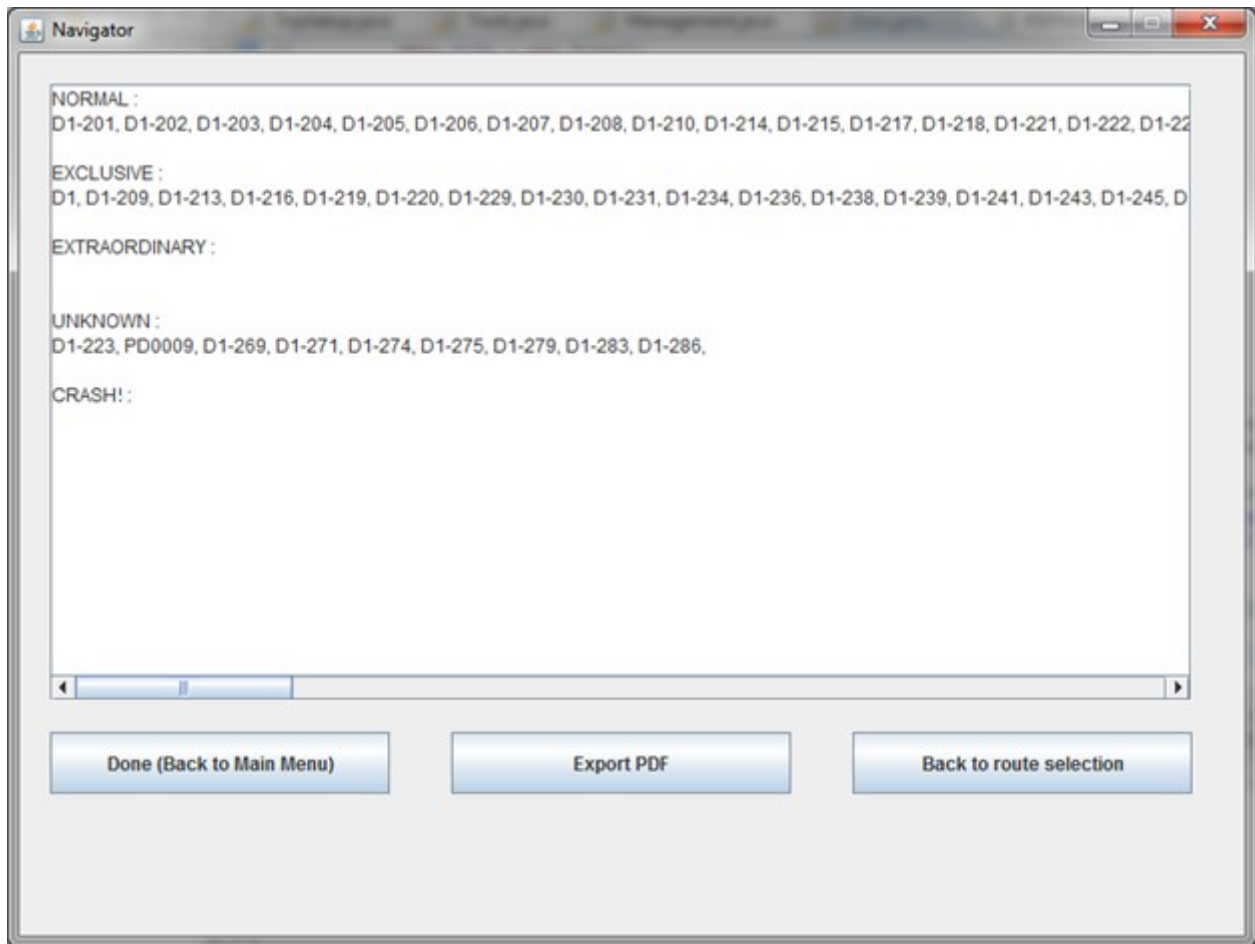 Navigator
NORMAL :
D1-201, D1-202, D1-203, D1-204, D1-205, D1-206, D1-207, D1-208, D1-210, D1-214, D1-215, D1-217, D1-218, D1-221, D1-222, D1-22
EXCLUSIVE :
D1, D1-209, D1-213, D1-216, D1-219, D1-220, D1-229, D1-230, D1-231, D1-234, D1-236, D1-238, D1-239, D1-241, D1-243, D1-245, D
EXTRAORDINARY :
UNKNOWN :
D1-223, PD0009, D1-269, D1-271, D1-274, D1-275, D1-279, D1-283, D1-286,
CRASH! :
Done (Back to Main Menu)
Export PDF
Back to route selection